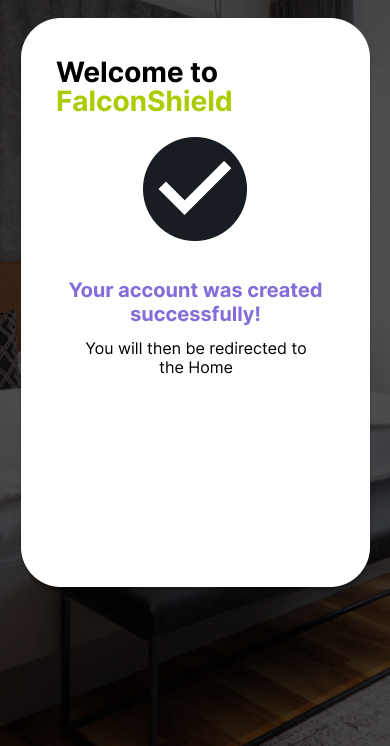 Welcome to
FalconShield
Your account was created
successfully!
You will then be redirected to
the Home